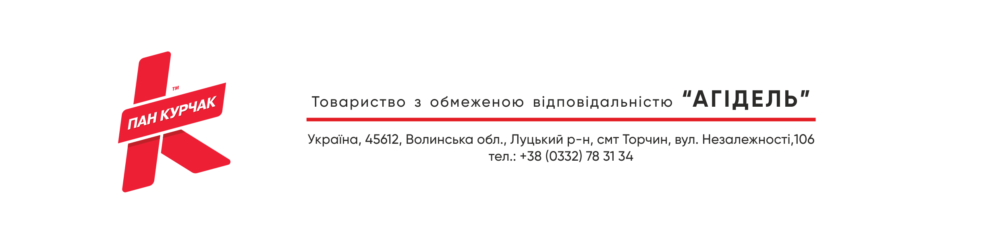 ПАН КУРЧАК ™
Товариство з обмеженою відповідальністю “АГІДЕЛЬ”
Україна, 45612, Волинська обл., Луцький р-н, смт Торчин, вул. Незалежності,106
тел.: +38 (0332) 78 31 34